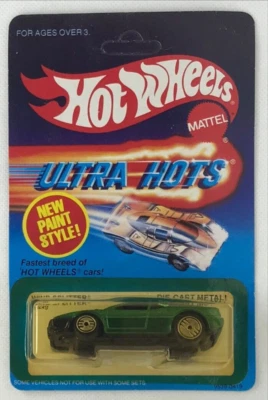 FOR AGES OVER 3.
Hot Wheels
MATTEL
ULTRA HOTS
NEW
PAINT
STYLE!
Fastest breed of
HOT WHEELS cars!
DIE CAST METAL!
SOME VEHICLES NOT FOR USE WITH SOME SETS.